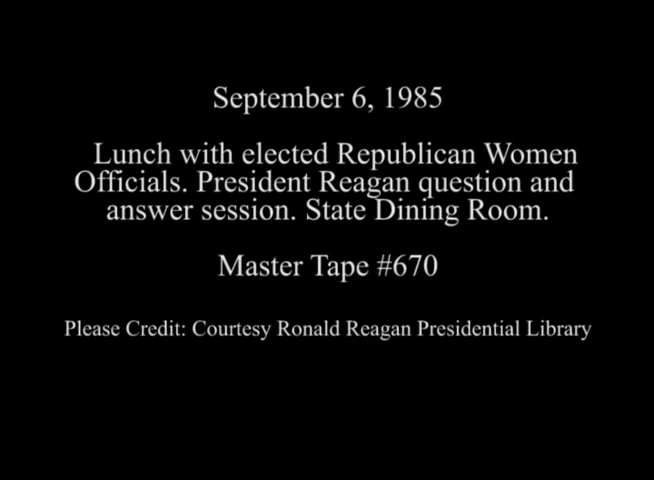 September 6, 1985
Lunch with elected Republican Women
Officials. President Reagan question and
answer session. State Dining Room.
Master Tape #670
Please Credit: Courtesy Ronald Reagan Presidential Library